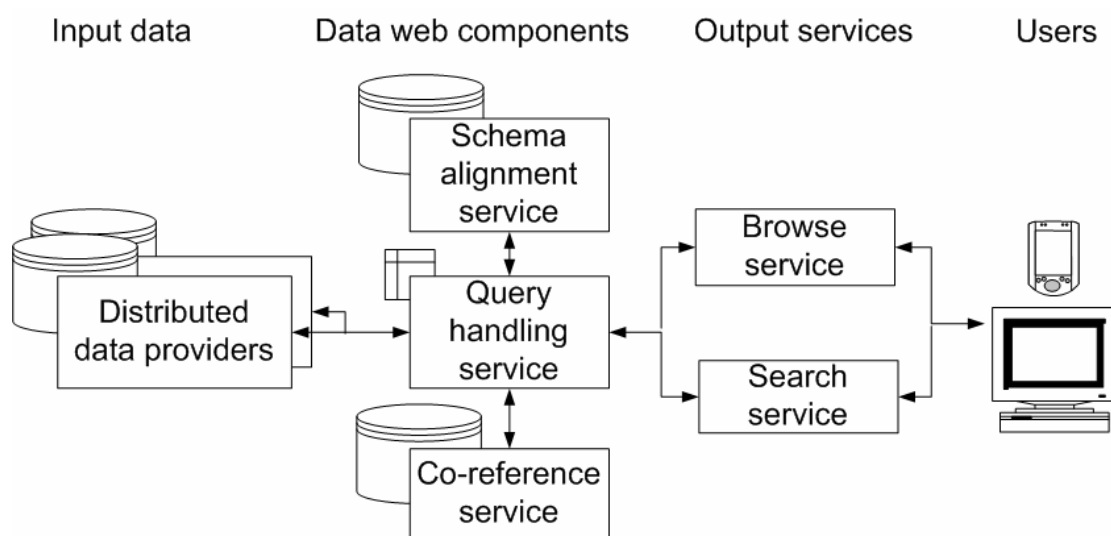 Input data
Data web components
Output services
Users
Schema
alignment
service
Distributed
data providers
Query
handling
service
Browse
service
Search
service
Co-reference
service